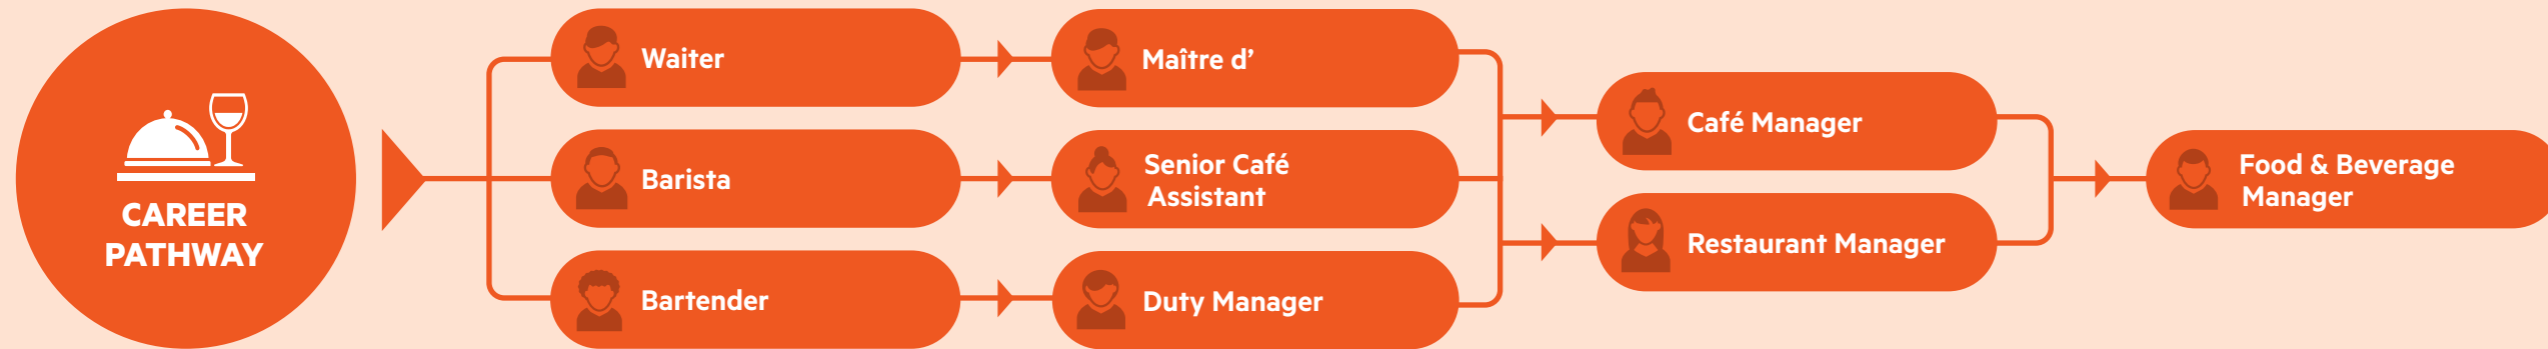 CAREER
PATHWAY
Waiter
Barista
Bartender
Maître d’
Senior Café
Assistant
Duty Manager
Café Manager
Restaurant Manager
Food & Beverage
Manager